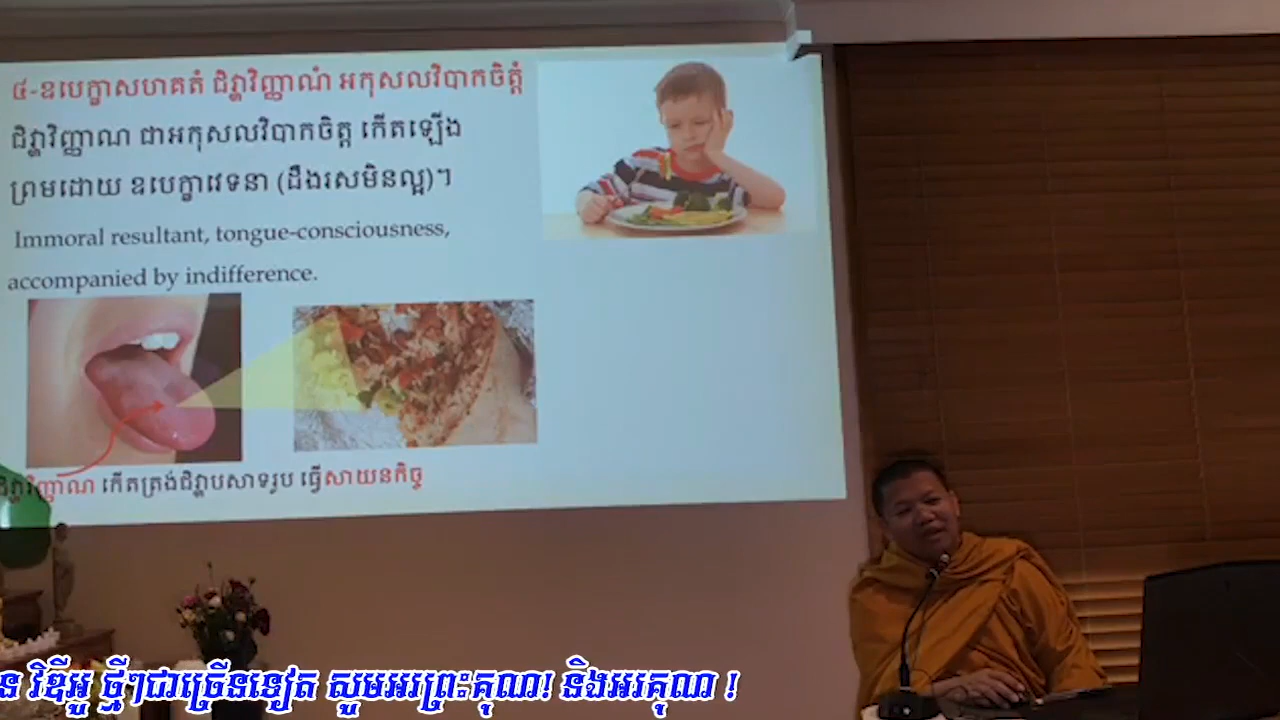 ៤-ឧបេក្ខាសហគតំ ជិវ្ហាវិញ្ញាណំ អកុសលវិបាកចិត្តំ
ជិវ្ហាវិញ្ញាណ ជាអកុសលវិបាកចិត្ត កើតឡើង
ព្រមដោយ ឧបេក្ខាវេទនា (ដឹងរសមិនល្អ)។
Immoral resultant, tongue-consciousness,
accompanied by indifference.
ជិវ្ហាវិញ្ញាណ កើតត្រង់ជិវ្ហាបសាទរូប ធ្វើសាយនកិច្ច
ន វិឌីអូ ថ្មីៗជាច្រើនទៀត សូមអរព្រះគុណ! និងអរគុណ !